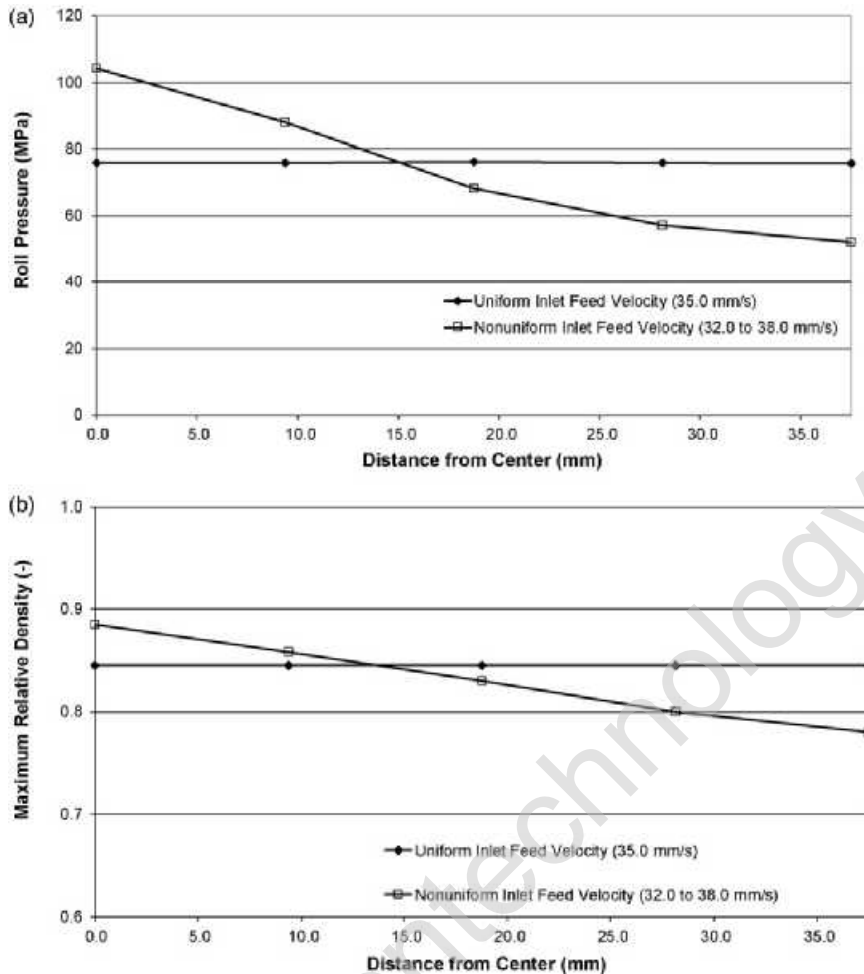 (a)
120
100
80
60
40
20
0
Roll Pressure (MPa)
Uniform Inlet Feed Velocity (35.0 mm/s)
Nonuniform Inlet Feed Velocity (32.0 to 38.0 mm/s)
0.0 5.0 10.0 15.0 20.0 25.0 30.0 35.0
Distance from Center (mm)
(b)
1.0
0.9
0.8
0.7
0.6
Maximum Relative Density (-)
Uniform Inlet Feed Velocity (35.0 mm/s)
Nonuniform Inlet Feed Velocity (32.0 to 38.0 mm/s)
0.0 5.0 10.0 15.0 20.0 25.0 30.0 35.0
Distance from Center (mm)